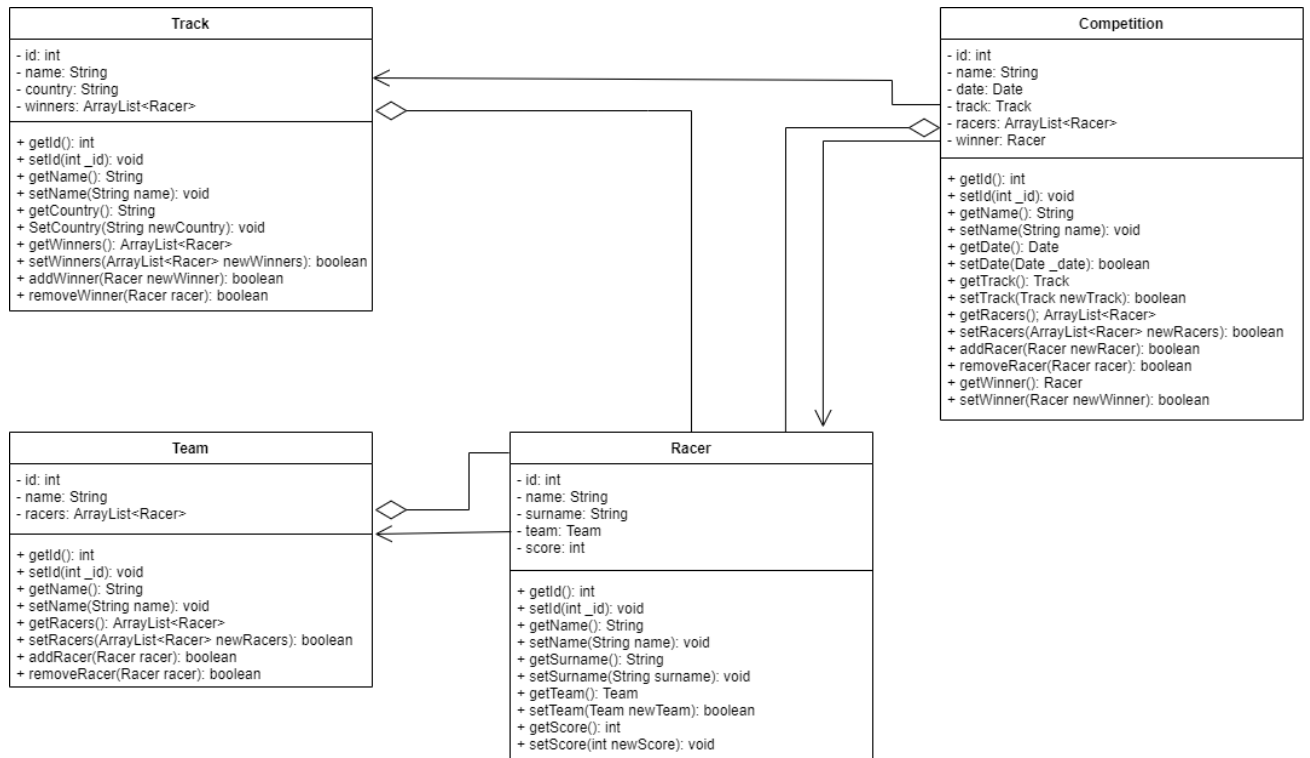 Track
- id: int
- name: String
- country: String
- winners: ArrayList<Racer>
+ getId(): int
+ setId(int _id): void
+ getName(): String
+ setName(String name): void
+ getCountry(): String
+ SetCountry(String newCountry): void
+ getWinners(): ArrayList<Racer>
+ setWinners(ArrayList<Racer> newWinners): boolean
+ addWinner(Racer newWinner): boolean
+ removeWinner(Racer racer): boolean
Competition
- id: int
- name: String
- date: Date
- track: Track
- racers: ArrayList<Racer>
- winner: Racer
+ getId(): int
+ setId(int _id): void
+ getName(): String
+ setName(String name): void
+ getDate(): Date
+ setDate(Date _date): boolean
+ getTrack(): Track
+ setTrack(Track newTrack): boolean
+ getRacers(); ArrayList<Racer>
+ setRacers(ArrayList<Racer> newRacers): boolean
+ addRacer(Racer newRacer): boolean
+ removeRacer(Racer racer): boolean
+ getWinner(): Racer
+ setWinner(Racer newWinner): boolean
Team
- id: int
- name: String
- racers: ArrayList<Racer>
+ getId(): int
+ setId(int _id): void
+ getName(): String
+ setName(String name): void
+ getRacers(): ArrayList<Racer>
+ setRacers(ArrayList<Racer> newRacers): boolean
+ addRacer(Racer racer): boolean
+ removeRacer(Racer racer): boolean
Racer
- id: int
- name: String
- surname: String
- team: Team
- score: int
+ getId(): int
+ setId(int _id): void
+ getName(): String
+ setName(String name): void
+ getSurname(): String
+ setSurname(String surname): void
+ getTeam(): Team
+ setTeam(Team newTeam): boolean
+ getScore(): int
+ setScore(int newScore): void